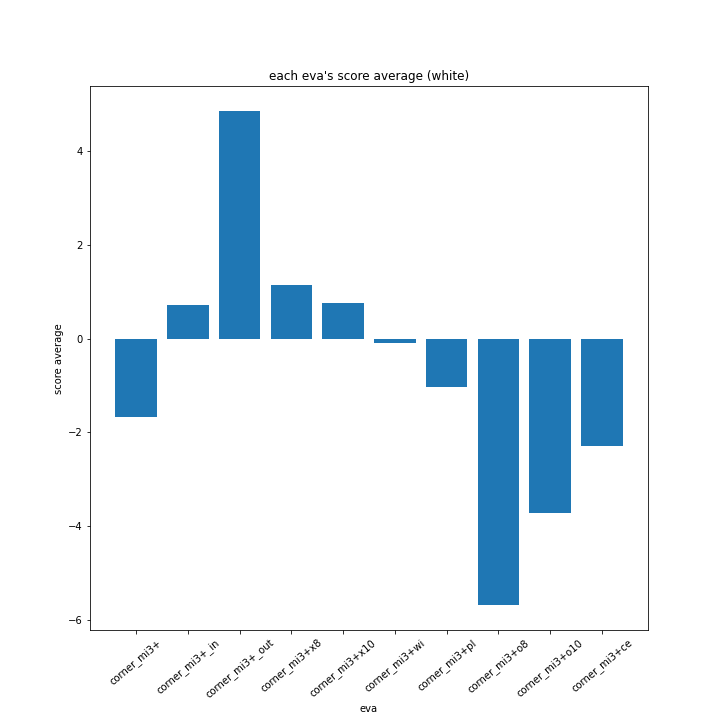 each eva's score average (white)
score average
4
2
0
−2
−4
−6
corner_mi3+
corner_mi3+_in
corner_mi3+_out
corner_mi3+x8
corner_mi3+x10
corner_mi3+wi
corner_mi3+pl
corner_mi3+o8
corner_mi3+o10
corner_mi3+ce
eva